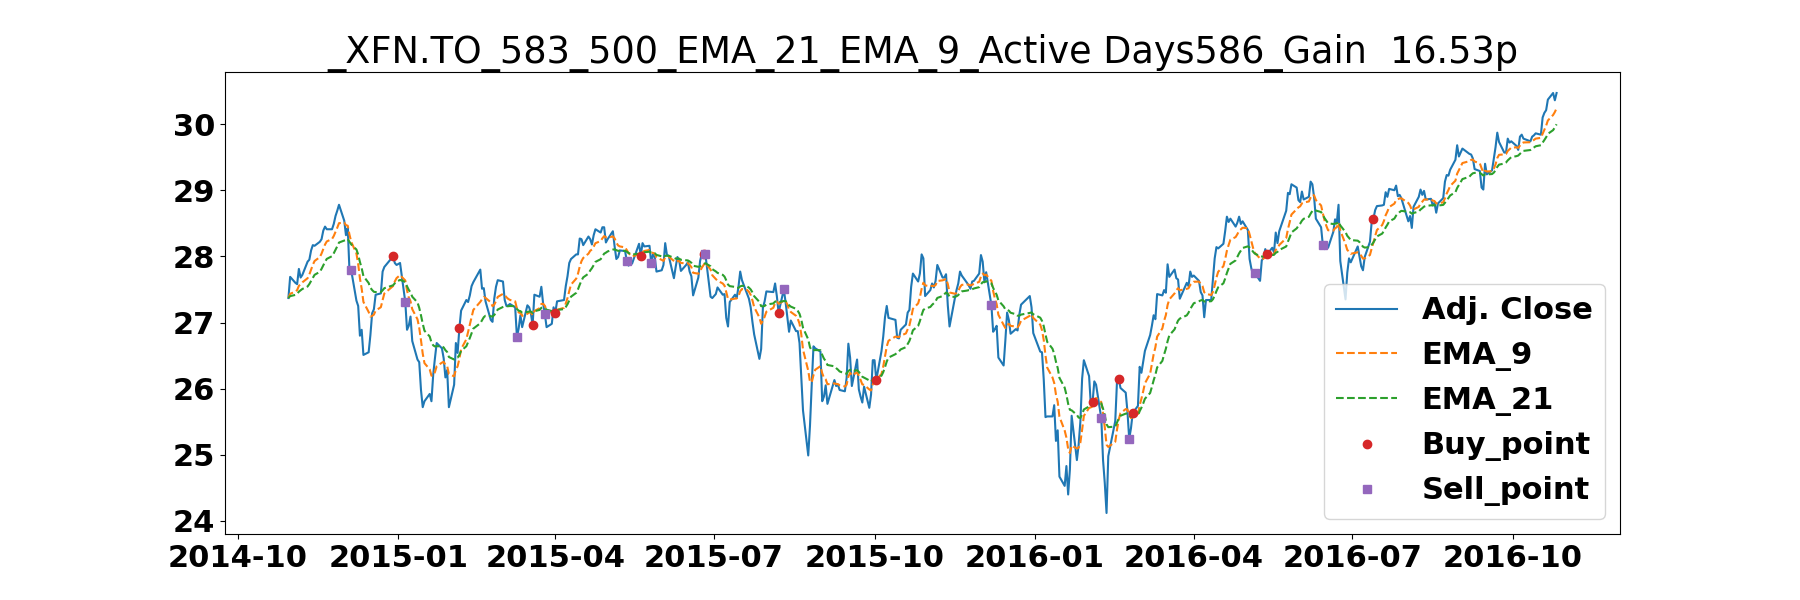 _XFN.TO_583_500_EMA_21_EMA_9_Active Days586_Gain  16.53p
30
29
28
27
26
25
24
2014-10 2015-01 2015-04 2015-07 2015-10 2016-01 2016-04 2016-07 2016-10
Adj. Close
EMA_9
EMA_21
Buy_point
Sell_point